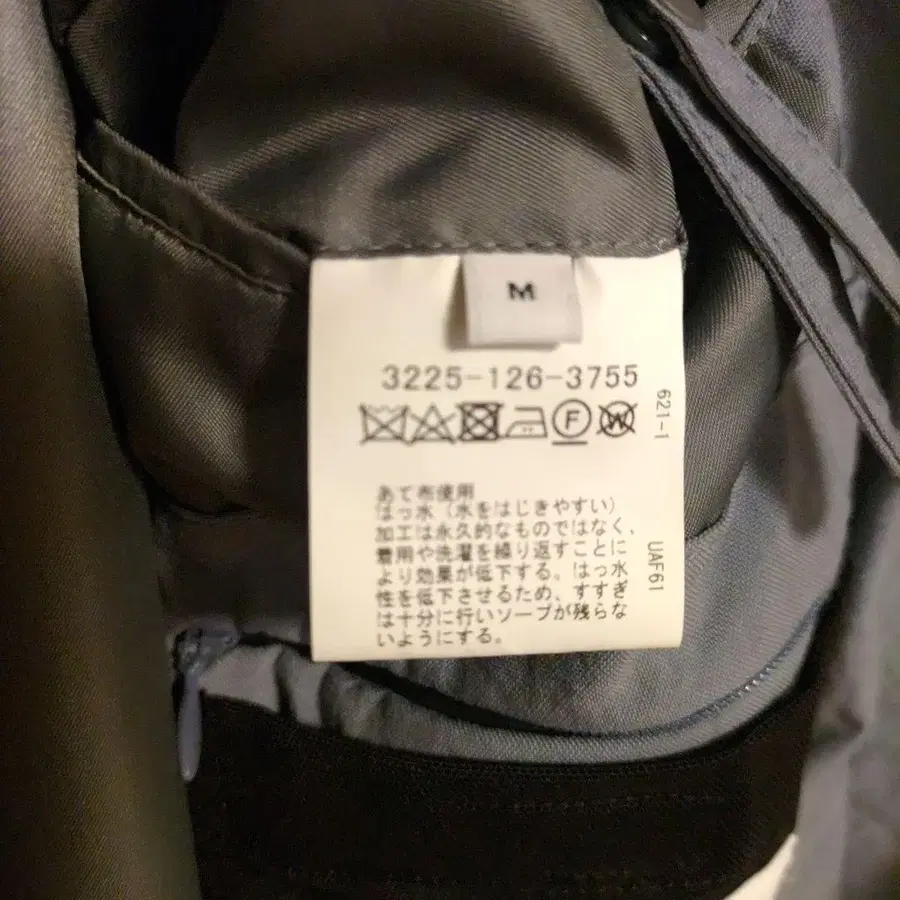 M
3225-126-3755
F
W
621-1
あて布使用
はっ水（水をはじきやすい）
加工は永久的なものではなく、
着用や洗濯を繰り返すことに
より効果が低下する。はっ水
性を低下させるため、すすぎ
は十分に行いソープが残らな
いようにする。
UAF61